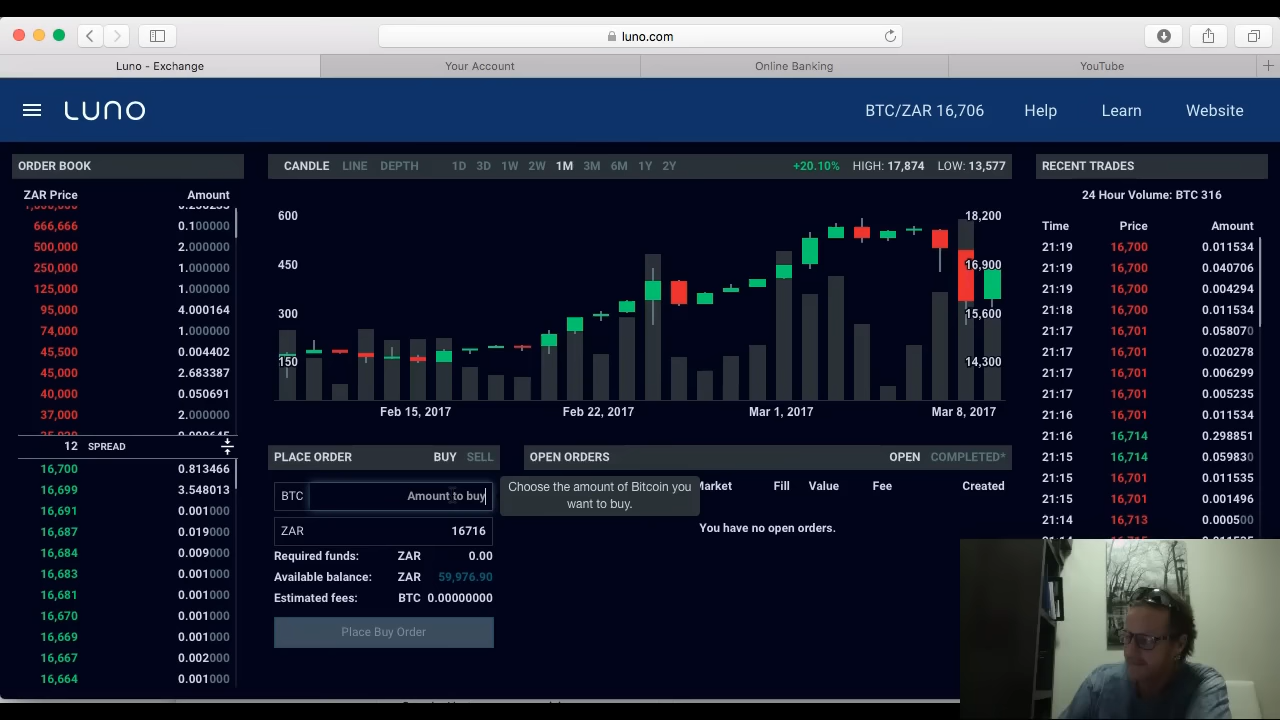 luno.com
Luno - Exchange
Your Account
Online Banking
YouTube
LUNO
BTC/ZAR 16,706
Help
Learn
Website
ORDER BOOK
ZAR Price Amount
666,666 0.100000
500,000 2.000000
250,000 1.000000
125,000 1.000000
95,000 4.000164
74,000 1.000000
45,500 0.004402
45,000 2.683387
40,000 0.050691
37,000 2.000000
12 SPREAD
16,700 0.813466
16,699 3.548013
16,691 0.001000
16,687 0.019000
16,684 0.009000
16,683 0.001000
16,681 0.001000
16,670 0.001000
16,669 0.001000
16,667 0.002000
16,664 0.001000
CANDLE LINE DEPTH 1D 3D 1W 2W 1M 3M 6M 1Y 2Y +20.10% HIGH: 17,874 LOW: 13,577
600 18,200
450 16,900
300 15,600
150 14,300
Feb 15, 2017 Feb 22, 2017 Mar 1, 2017 Mar 8, 2017
PLACE ORDER BUY SELL
BTC Amount to buy
ZAR 16716
Required funds: ZAR 0.00
Available balance: ZAR 59,976.90
Estimated fees: BTC 0.00000000
Place Buy Order
Choose the amount of Bitcoin you
want to buy.
OPEN ORDERS OPEN COMPLETED*
Market Fill Value Fee Created
You have no open orders.
RECENT TRADES
24 Hour Volume: BTC 316
Time Price Amount
21:19 16,700 0.011534
21:19 16,700 0.040706
21:19 16,700 0.004294
21:18 16,700 0.011534
21:17 16,701 0.058070
21:17 16,701 0.020278
21:17 16,701 0.006299
21:17 16,701 0.005235
21:16 16,701 0.011534
21:16 16,714 0.298851
21:15 16,714 0.059830
21:15 16,701 0.001496
21:14 16,713 0.000500